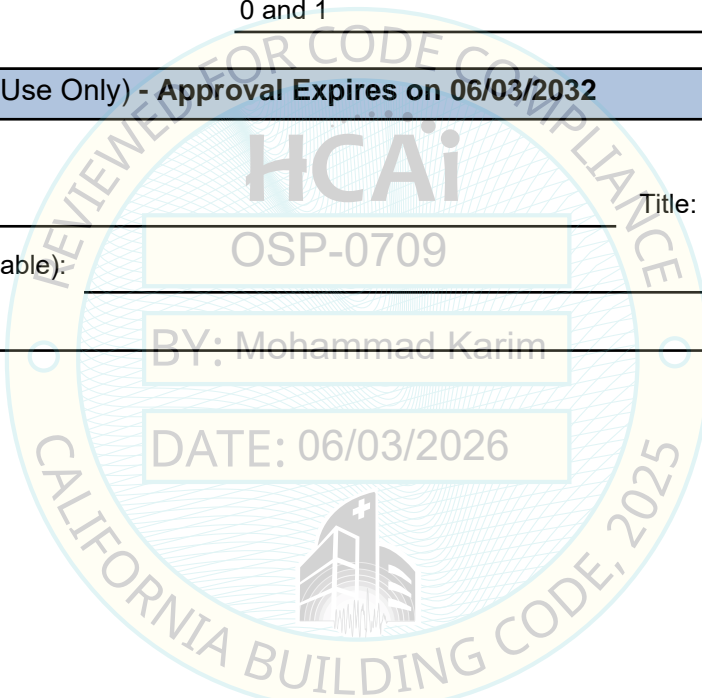 0 and 1
Use Only) - Approval Expires on 06/03/2032
REVIEWED FOR CODE COMPLIANCE
HCAi
Title:
OSP-0709
able):
BY: Mohammad Karim
DATE: 06/03/2026
CALIFORNIA BUILDING CODE, 2025